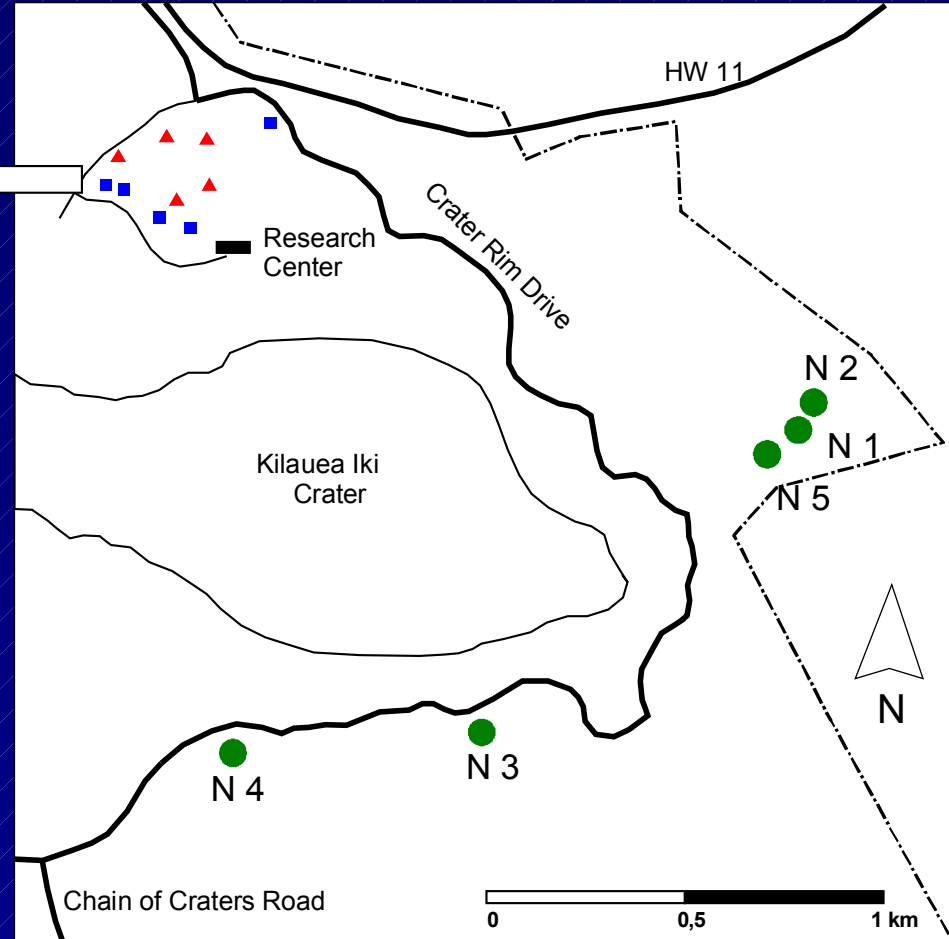 HW 11
Crater Rim Drive
Research
Center
N 2
N 1
Kilauea Iki
Crater
N 5
N
N 3
N 4
Chain of Craters Road
0 0,5 1 km